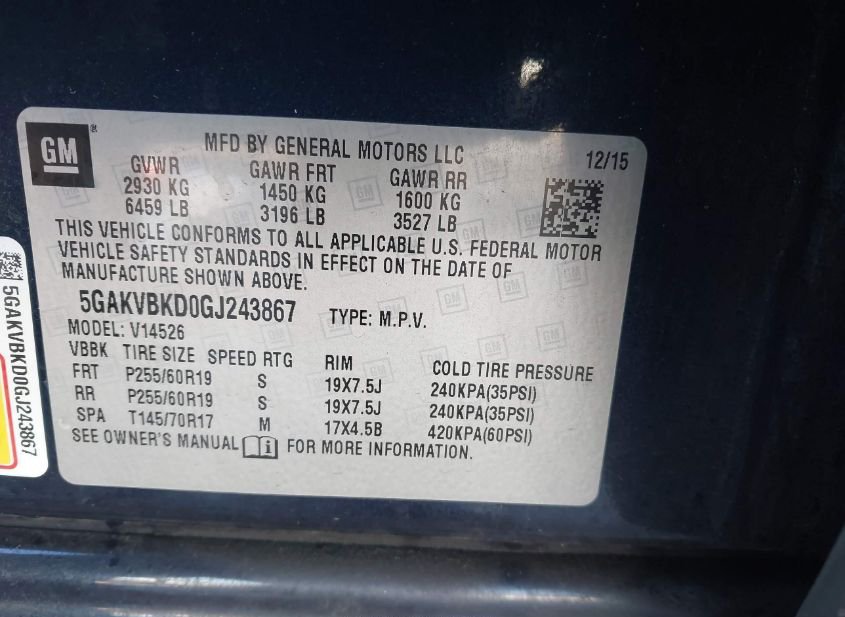 GM ®
MFD BY GENERAL MOTORS LLC 12/15
GVWR GAWR FRT GAWR RR
2930 KG 1450 KG 1600 KG
6459 LB 3196 LB 3527 LB
THIS VEHICLE CONFORMS TO ALL APPLICABLE U.S. FEDERAL MOTOR
VEHICLE SAFETY STANDARDS IN EFFECT ON THE DATE OF
MANUFACTURE SHOWN ABOVE.
5GAKVBKD0GJ243867 TYPE: M.P.V.
MODEL: V14526
VBBK TIRE SIZE SPEED RTG RIM COLD TIRE PRESSURE
FRT P255/60R19 S 19X7.5J 240KPA(35PSI)
RR P255/60R19 S 19X7.5J 240KPA(35PSI)
SPA T145/70R17 M 17X4.5B 420KPA(60PSI)
SEE OWNER'S MANUAL i FOR MORE INFORMATION.
5GAKVBKD0GJ243867